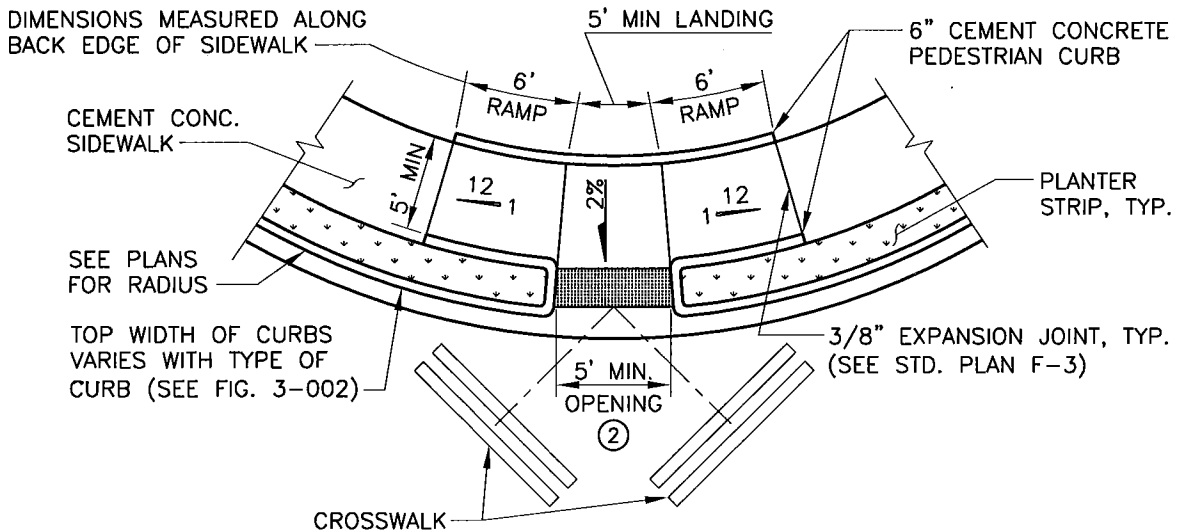 DIMENSIONS MEASURED ALONG
BACK EDGE OF SIDEWALK
5' MIN LANDING
6" CEMENT CONCRETE
PEDESTRIAN CURB
6'
RAMP
6'
RAMP
CEMENT CONC.
SIDEWALK
5' MIN
12
1
2%
12
1
PLANTER
STRIP, TYP.
SEE PLANS
FOR RADIUS
TOP WIDTH OF CURBS
VARIES WITH TYPE OF
CURB (SEE FIG. 3-002)
3/8" EXPANSION JOINT, TYP.
(SEE STD. PLAN F-3)
5' MIN.
OPENING
2
CROSSWALK